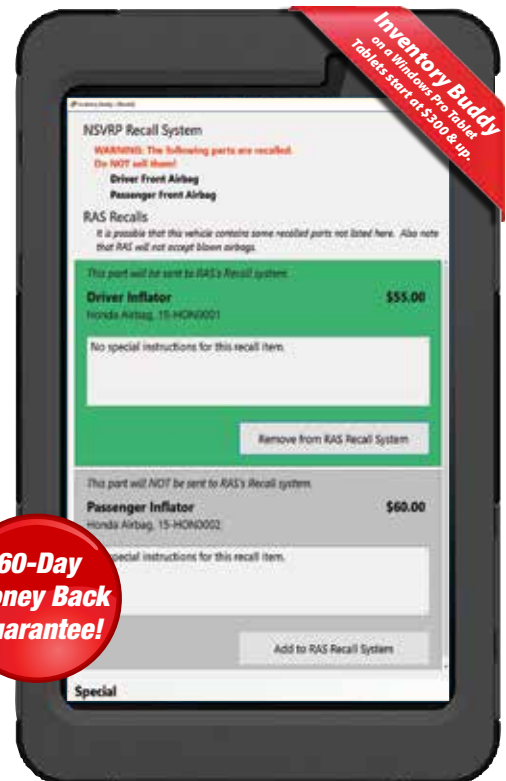 Inventory Buddy
on a Windows Pro Tablet
Tablets start at $300 & up.
NSVRP Recall System
WARNING: The following parts are recalled.
Do NOT sell them!
Driver Front Airbag
Passenger Front Airbag
RAS Recalls
It is possible that this vehicle contains some recalled parts not listed here. Also note
that RAS will not accept blown airbags.
This part will be sent to RAS's Recall system.
Driver Inflator $55.00
Honda Airbag, 15-HON0001
No special instructions for this recall item.
Remove from RAS Recall System
This part will NOT be sent to RAS's Recall system.
Passenger Inflator $60.00
Honda Airbag, 15-HON0002
special instructions for this recall item.
Add to RAS Recall System
Special
60-Day
oney Back
uarantee!